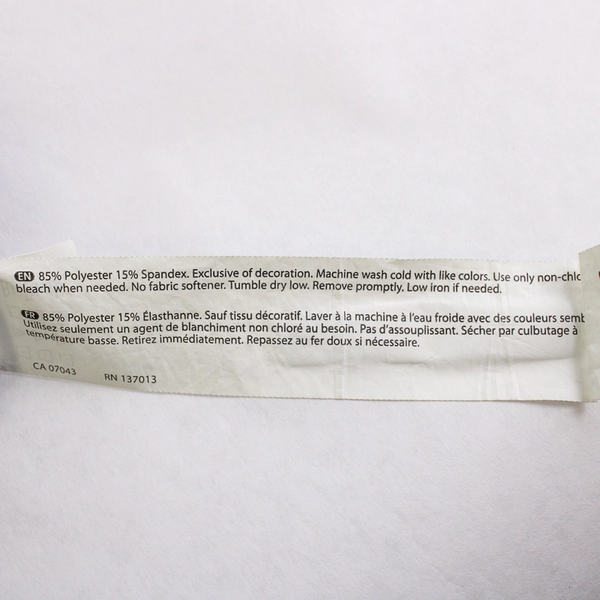 EN 85% Polyester 15% Spandex. Exclusive of decoration. Machine wash cold with like colors. Use only
bleach when needed. No fabric softener. Tumble dry low. Remove promptly. Low iron if needed.
FR 85% Polyester 15% Élasthanne. Sauf tissu décoratif. Laver à la machine à l'eau froide avec des couleurs
Utilisez seulement un agent de blanchiment non chloré au besoin. Pas d'assouplissant. Sécher par culbutage à
température basse. Retirez immédiatement. Repassez au fer doux si nécessaire.
CA 07043 RN 137013